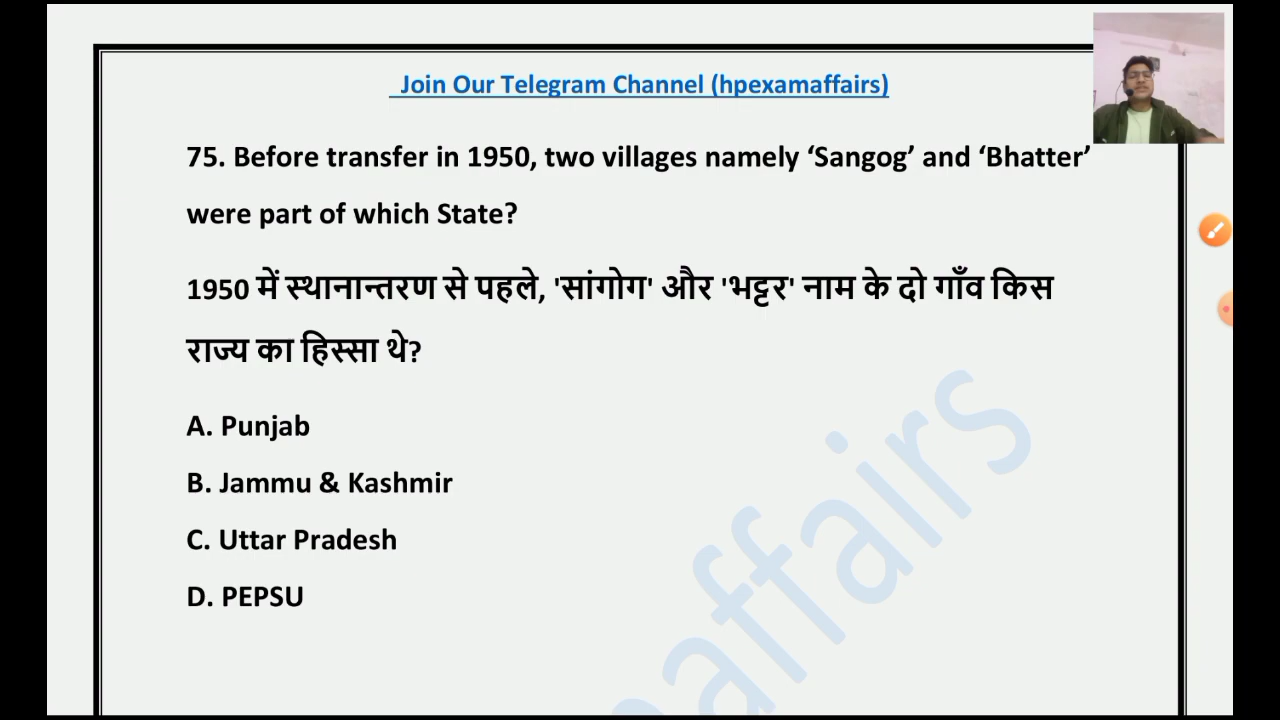 Join Our Telegram Channel (hpexamaffairs)
75. Before transfer in 1950, two villages namely ‘Sangog’ and ‘Bhatter’
were part of which State?
1950 में स्थानान्तरण से पहले, 'सांगोग' और 'भट्टर' नाम के दो गाँव किस
राज्य का हिस्सा थे?
A. Punjab
B. Jammu & Kashmir
C. Uttar Pradesh
D. PEPSU
affairs